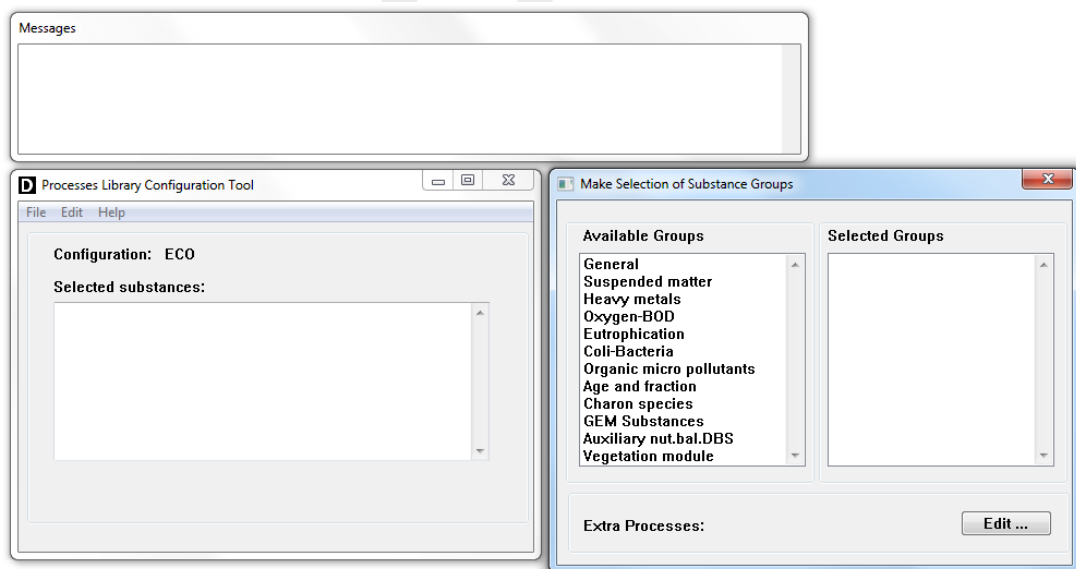 Messages
Processes Library Configuration Tool
File Edit Help
Configuration: ECO
Selected substances:
Make Selection of Substance Groups
Available Groups
General
Suspended matter
Heavy metals
Oxygen-BOD
Eutrophication
Coli-Bacteria
Organic micro pollutants
Age and fraction
Charon species
GEM Substances
Auxiliary nut.bal.DBS
Vegetation module
Selected Groups
Extra Processes:
Edit ...